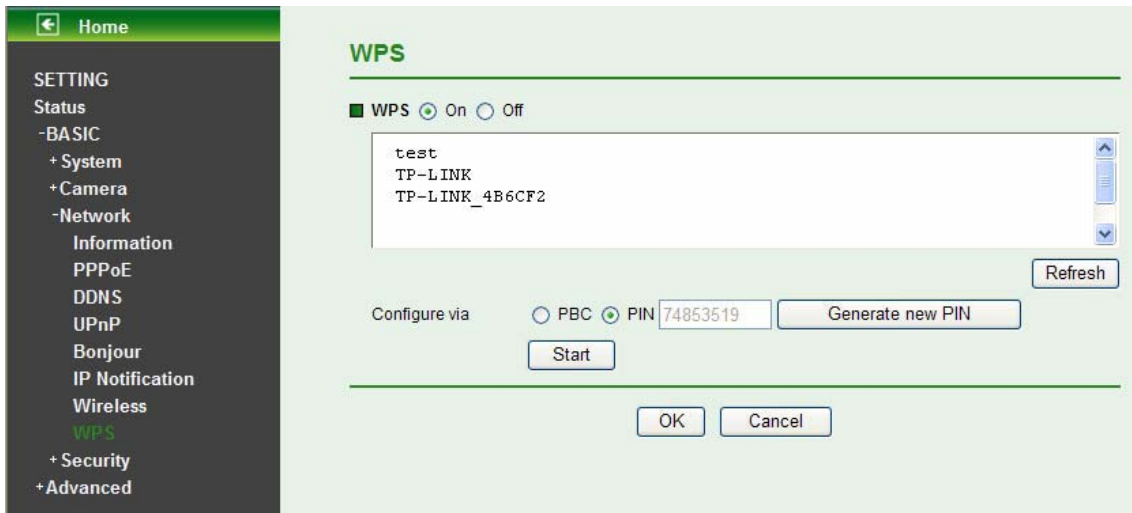 Home
SETTING
Status
-BASIC
+System
+Camera
-Network
Information
PPPoE
DDNS
UPnP
Bonjour
IP Notification
Wireless
WPS
+Security
+Advanced
WPS
WPS On Off
test
TP-LINK
TP-LINK_4B6CF2
Refresh
Configure via PBC PIN 74853519 Generate new PIN
Start
OK Cancel